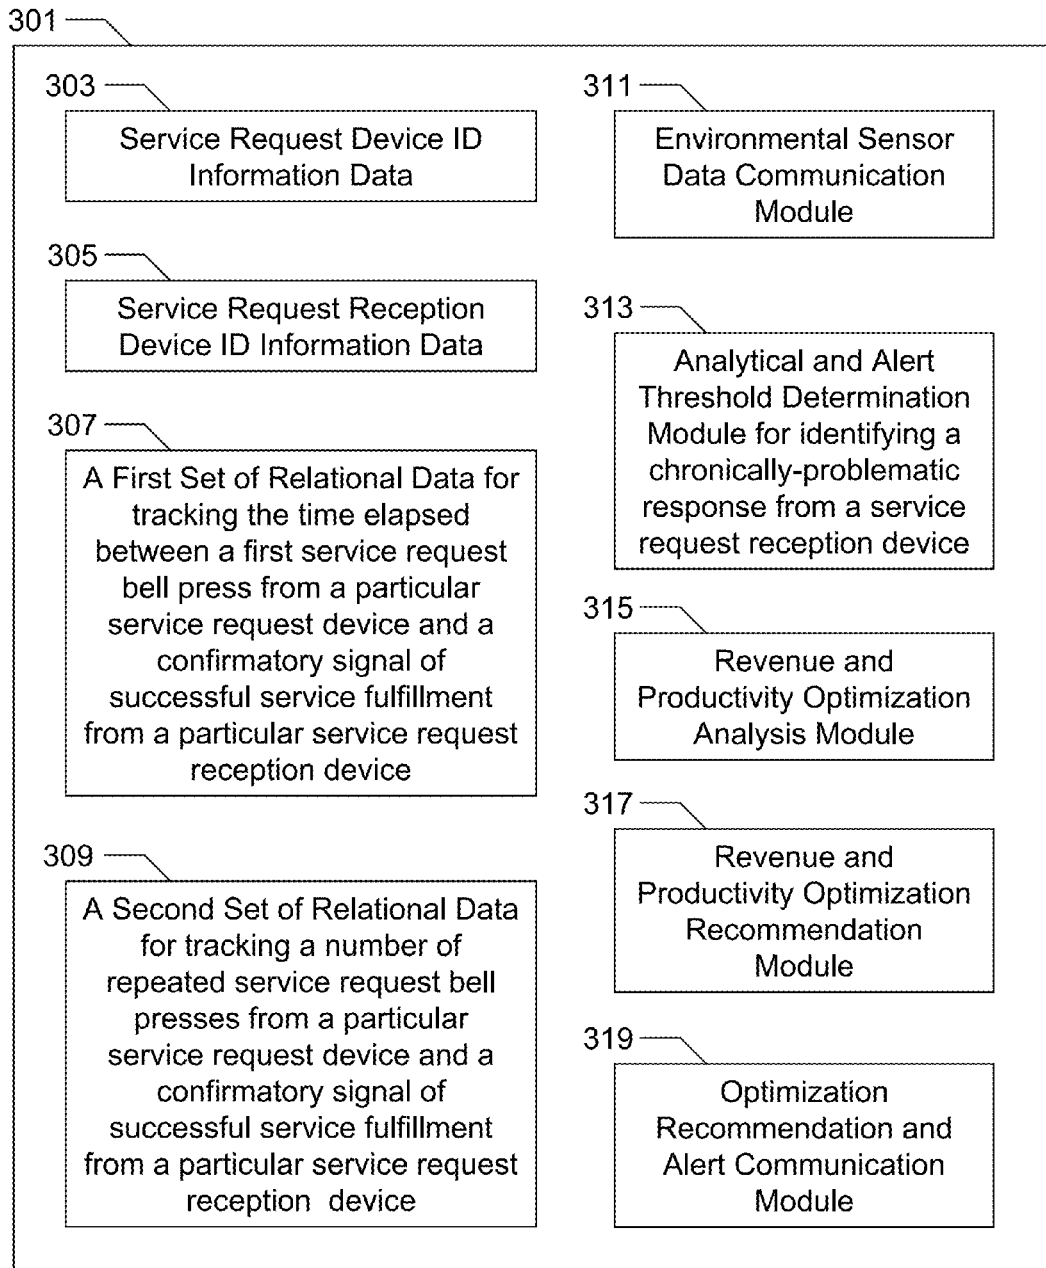 301
303
Service Request Device ID
Information Data
305
Service Request Reception
Device ID Information Data
307
A First Set of Relational Data for
tracking the time elapsed
between a first service request
bell press from a particular
service request device and a
confirmatory signal of
successful service fulfillment
from a particular service request
reception device
309
A Second Set of Relational Data
for tracking a number of
repeated service request bell
presses from a particular
service request device and a
confirmatory signal of
successful service fulfillment
from a particular service request
reception device
311
Environmental Sensor
Data Communication
Module
313
Analytical and Alert
Threshold Determination
Module for identifying a
chronically-problematic
response from a service
request reception device
315
Revenue and
Productivity Optimization
Analysis Module
317
Revenue and
Productivity Optimization
Recommendation
Module
319
Optimization
Recommendation and
Alert Communication
Module